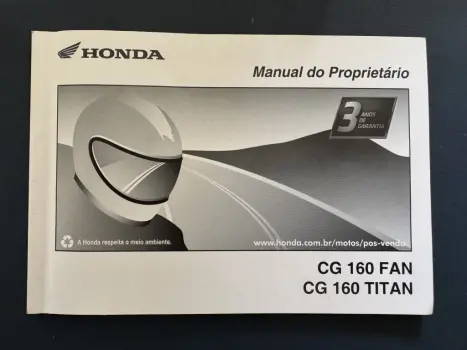 HONDA
Manual do Proprietário
3 ANOS
DE
GARANTIA
A Honda respeita o meio ambiente.
www.honda.com.br/motos/pos-venda
CG 160 FAN
CG 160 TITAN